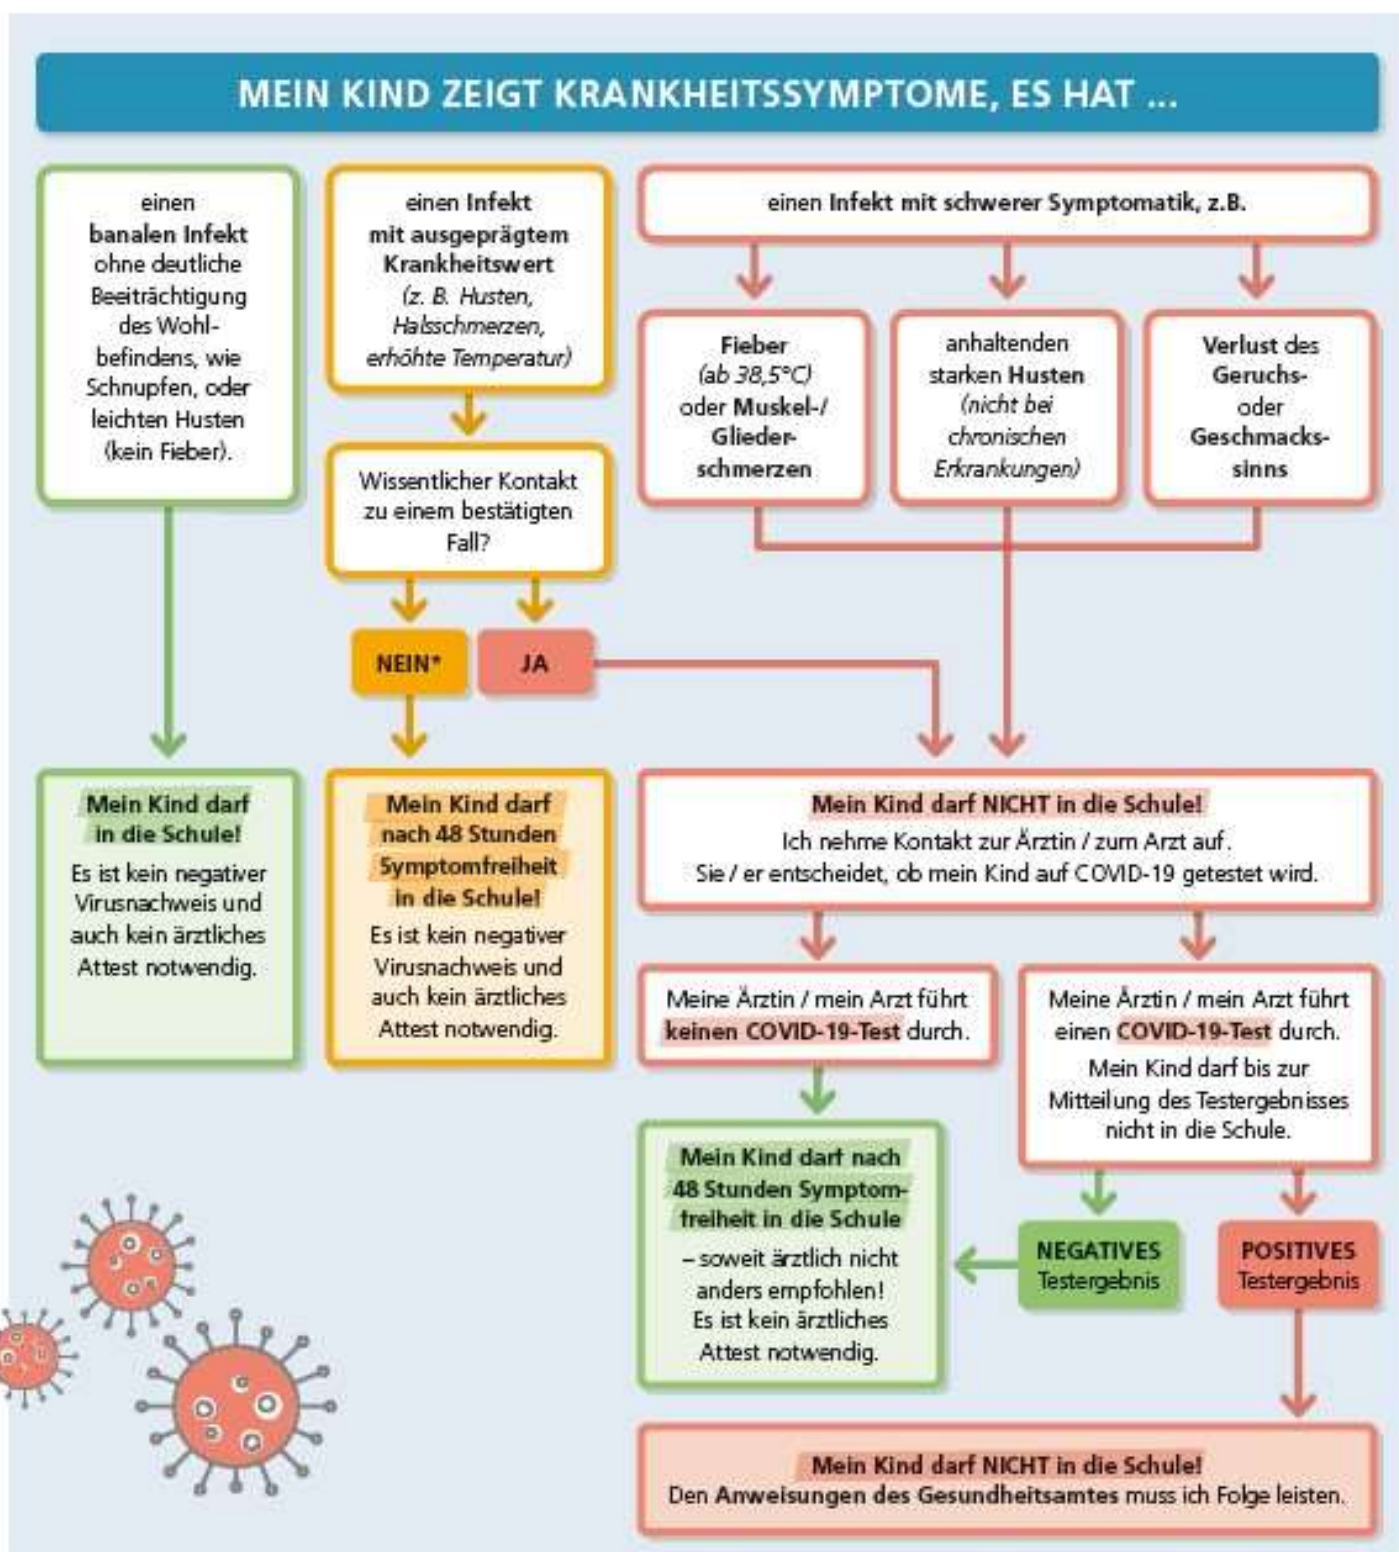 MEIN KIND ZEIGT KRANKHEITSSYMPTOME, ES HAT ...
einen
banalen Infekt
ohne deutliche
Beeiträchtigung
des Wohl-
befindens, wie
Schnupfen, oder
leichten Husten
(kein Fieber).
einen Infekt
mit ausgeprägtem
Krankheitswert
(z. B. Husten,
Halsschmerzen,
erhöhte Temperatur)
Wissentlicher Kontakt
zu einem bestätigten
Fall?
NEIN*
JA
einen Infekt mit schwerer Symptomatik, z.B.
Fieber
(ab 38,5°C)
oder Muskel-/
Glieder-
schmerzen
anhaltenden
starken Husten
(nicht bei
chronischen
Erkrankungen)
Verlust des
Geruchs-
oder
Geschmacks-
sinns
Mein Kind darf
in die Schule!
Es ist kein negativer
Virusnachweis und
auch kein ärztliches
Attest notwendig.
Mein Kind darf
nach 48 Stunden
Symptomfreiheit
in die Schule!
Es ist kein negativer
Virusnachweis und
auch kein ärztliches
Attest notwendig.
Mein Kind darf NICHT in die Schule!
Ich nehme Kontakt zur Ärztin / zum Arzt auf.
Sie / er entscheidet, ob mein Kind auf COVID-19 getestet wird.
Meine Ärztin / mein Arzt führt
keinen COVID-19-Test durch.
Meine Ärztin / mein Arzt führt
einen COVID-19-Test durch.
Mein Kind darf bis zur
Mitteilung des Testergebnisses
nicht in die Schule.
Mein Kind darf nach
48 Stunden Symptom-
freiheit in die Schule
– soweit ärztlich nicht
anders empfohlen!
Es ist kein ärztliches
Attest notwendig.
NEGATIVES
Testergebnis
POSITIVES
Testergebnis
Mein Kind darf NICHT in die Schule!
Den Anweisungen des Gesundheitsamtes muss ich Folge leisten.